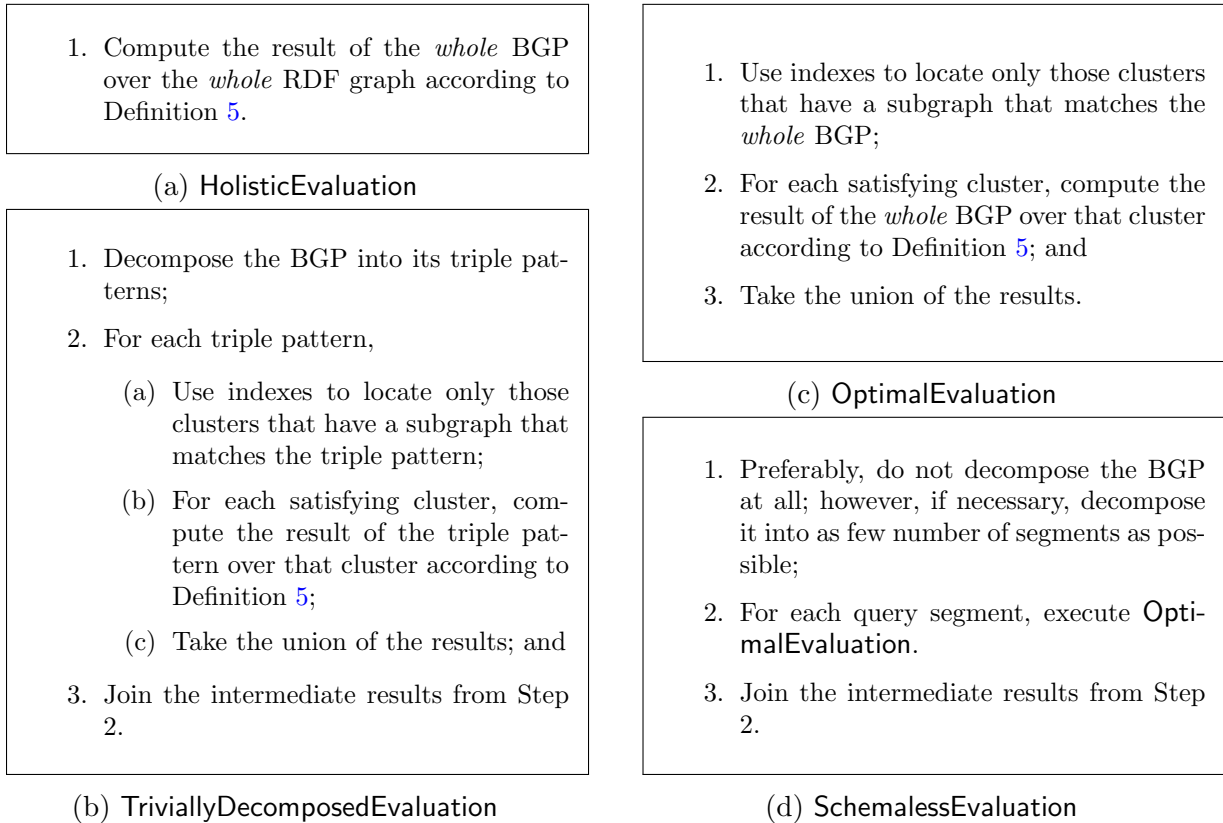 1. Compute the result of the whole BGP
over the whole RDF graph according to
Definition 5.
(a) HolisticEvaluation
1. Decompose the BGP into its triple pat-
terns;
2. For each triple pattern,
(a) Use indexes to locate only those
clusters that have a subgraph that
matches the triple pattern;
(b) For each satisfying cluster, com-
pute the result of the triple pat-
tern over that cluster according to
Definition 5;
(c) Take the union of the results; and
3. Join the intermediate results from Step
2.
(b) TriviallyDecomposedEvaluation
1. Use indexes to locate only those clusters
that have a subgraph that matches the
whole BGP;
2. For each satisfying cluster, compute the
result of the whole BGP over that cluster
according to Definition 5; and
3. Take the union of the results.
(c) OptimalEvaluation
1. Preferably, do not decompose the BGP
at all; however, if necessary, decompose
it into as few number of segments as pos-
sible;
2. For each query segment, execute Opti-
malEvaluation.
3. Join the intermediate results from Step
2.
(d) SchemalessEvaluation